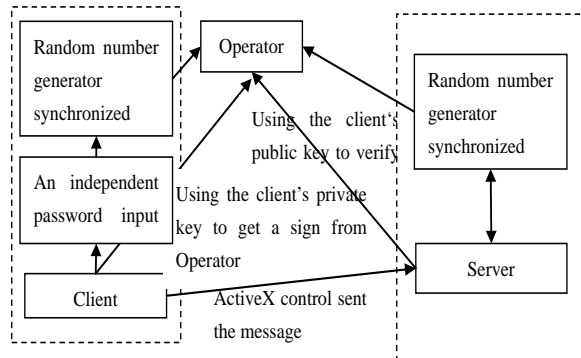 Random number
generator
synchronized
Operator
Random number
generator
synchronized
Using the client's
public key to verify
An independent
password input
Using the client's private
key to get a sign from
Operator
Client
Server
ActiveX control sent
the message